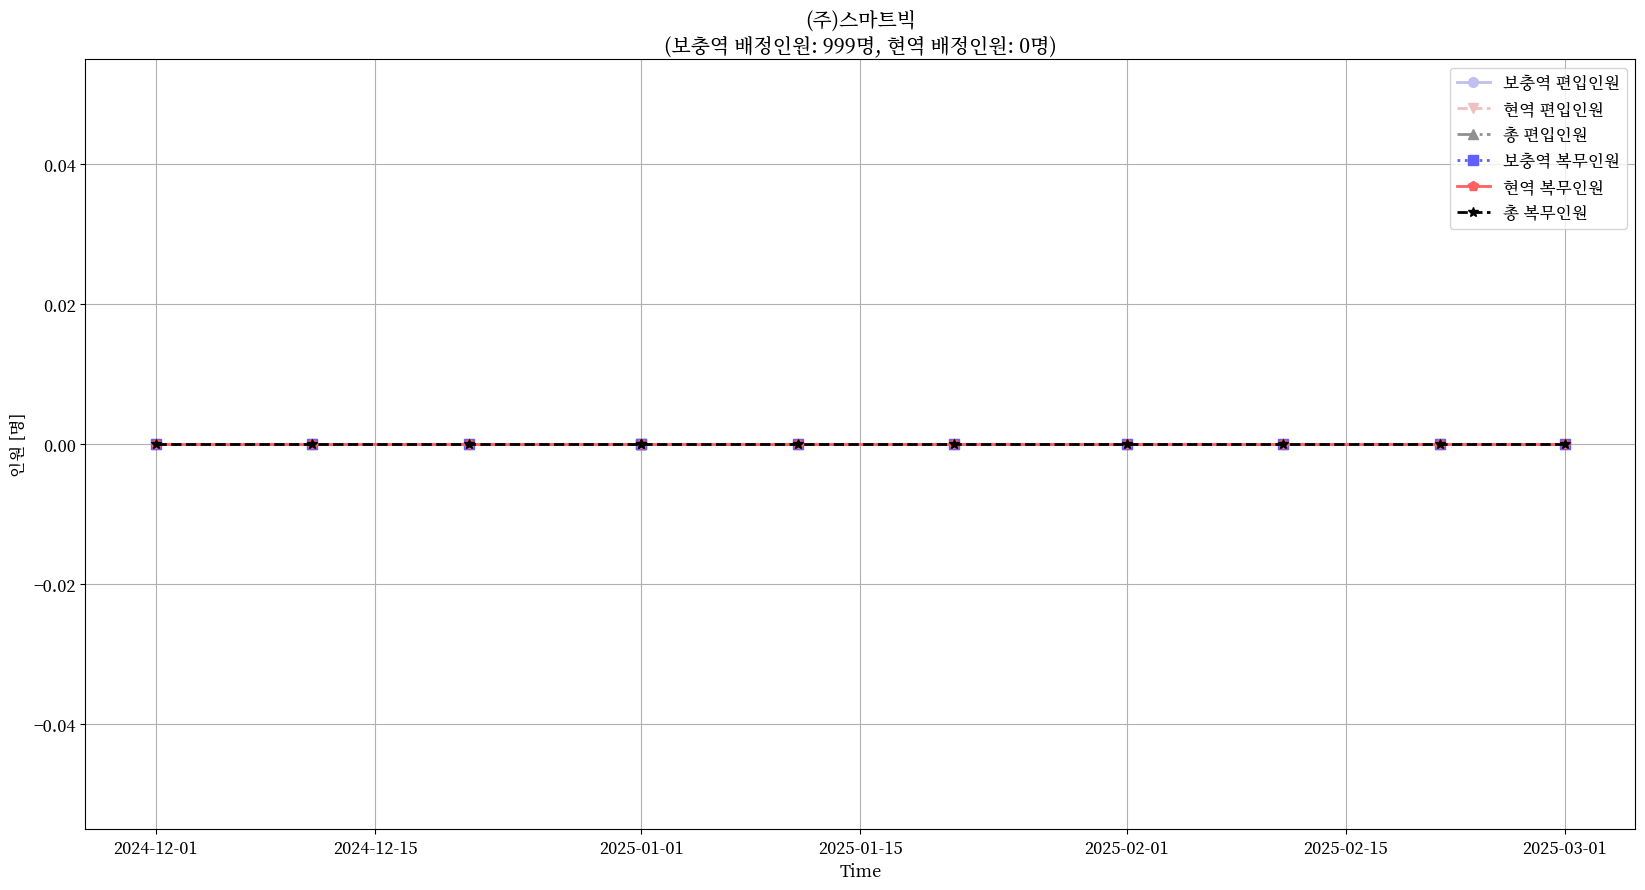 (주)스마트빅
(보충역 배정인원: 999명, 현역 배정인원: 0명)
보충역 편입인원
현역 편입인원
총 편입인원
보충역 복무인원
현역 복무인원
총 복무인원
인원 [명]
0.04
0.02
0.00
−0.02
−0.04
2024-12-01
2024-12-15
2025-01-01
2025-01-15
2025-02-01
2025-02-15
2025-03-01
Time